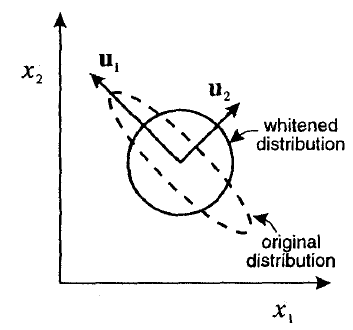 x₂
u₁
u₂
whitened
distribution
original
distribution
x₁